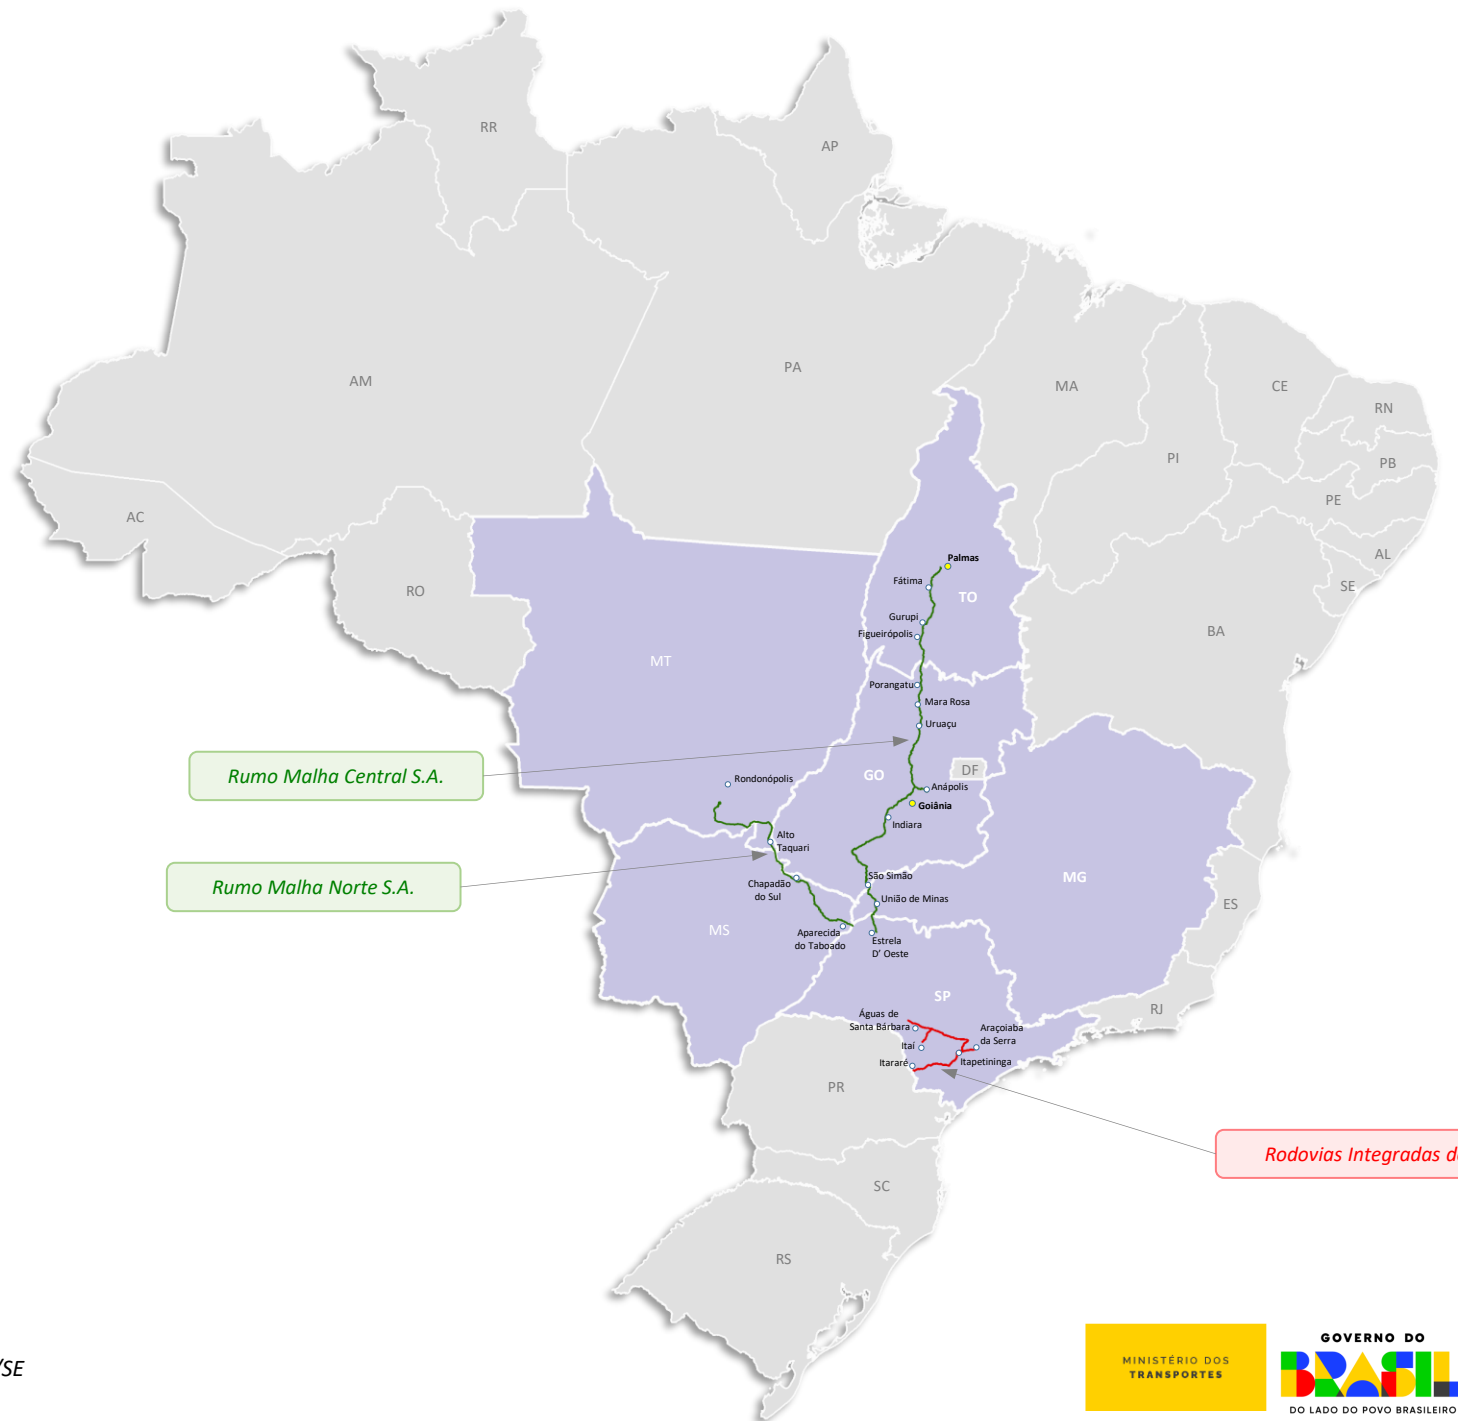 RR
AP
AM
PA
MA
CE
RN
PI
PB
PE
AC
AL
SE
RO
BA
Palmas
Fátima
TO
Gurupi
Figueirópolis
MT
Porangatu
Mara Rosa
Uruaçu
Rumo Malha Central S.A.
GO
DF
Rondonópolis
Anápolis
Goiânia
Indiara
Alto
Taquari
Rumo Malha Norte S.A.
Chapadão
do Sul
São Simão
União de Minas
MG
ES
MS
Aparecida
do Taboado
Estrela
D' Oeste
SP
RJ
Águas de
Santa Bárbara
Araçoiaba
da Serra
Itaí
Itararé
Itapetininga
PR
Rodovias Integradas
SC
RS
/SE
MINISTÉRIO DOS
TRANSPORTES
GOVERNO DO
BRASIL
DO LADO DO POVO BRASILEIRO